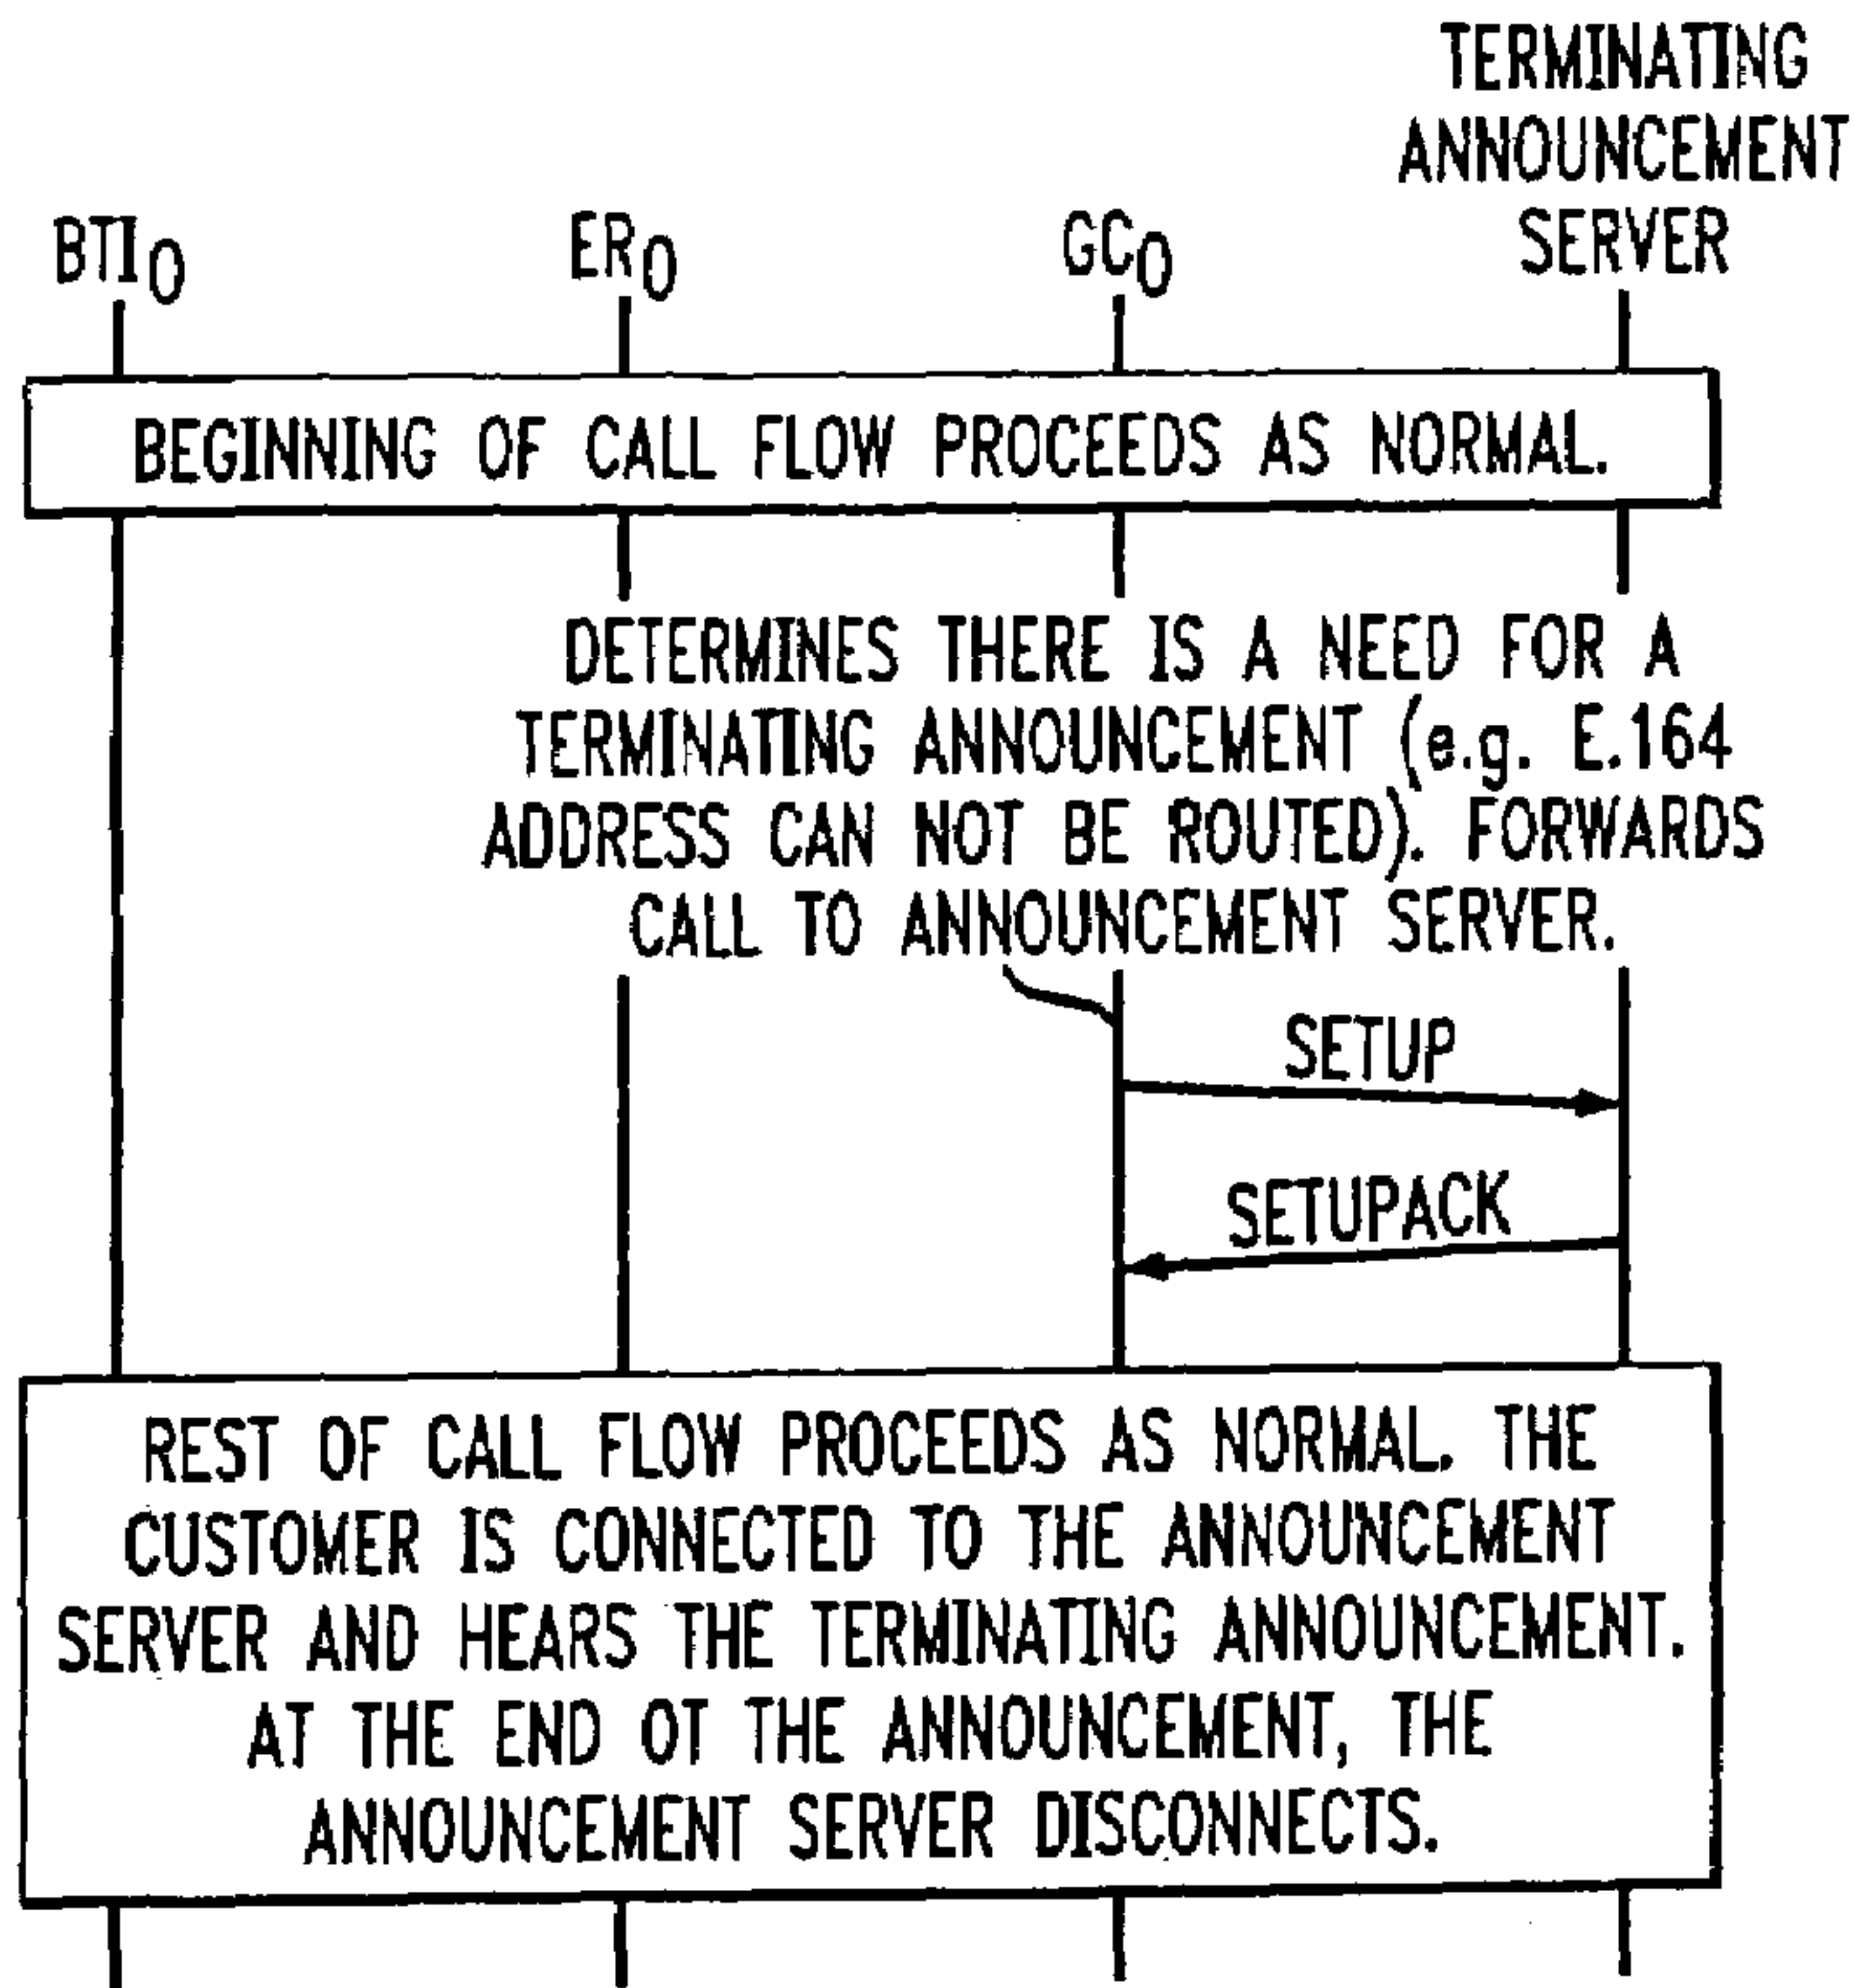 TERMINATING
ANNOUNCEMENT
SERVER
BTIO
ERO
GCO
BEGINNING OF CALL FLOW PROCEEDS AS NORMAL.
DETERMINES THERE IS A NEED FOR A
TERMINATING ANNOUNCEMENT (e.g. E.164
ADDRESS CAN NOT BE ROUTED). FORWARDS
CALL TO ANNOUNCEMENT SERVER.
SETUP
SETUPACK
REST OF CALL FLOW PROCEEDS AS NORMAL. THE
CUSTOMER IS CONNECTED TO THE ANNOUNCEMENT
SERVER AND HEARS THE TERMINATING ANNOUNCEMENT.
AT THE END OT THE ANNOUNCEMENT, THE
ANNOUNCEMENT SERVER DISCONNECTS.